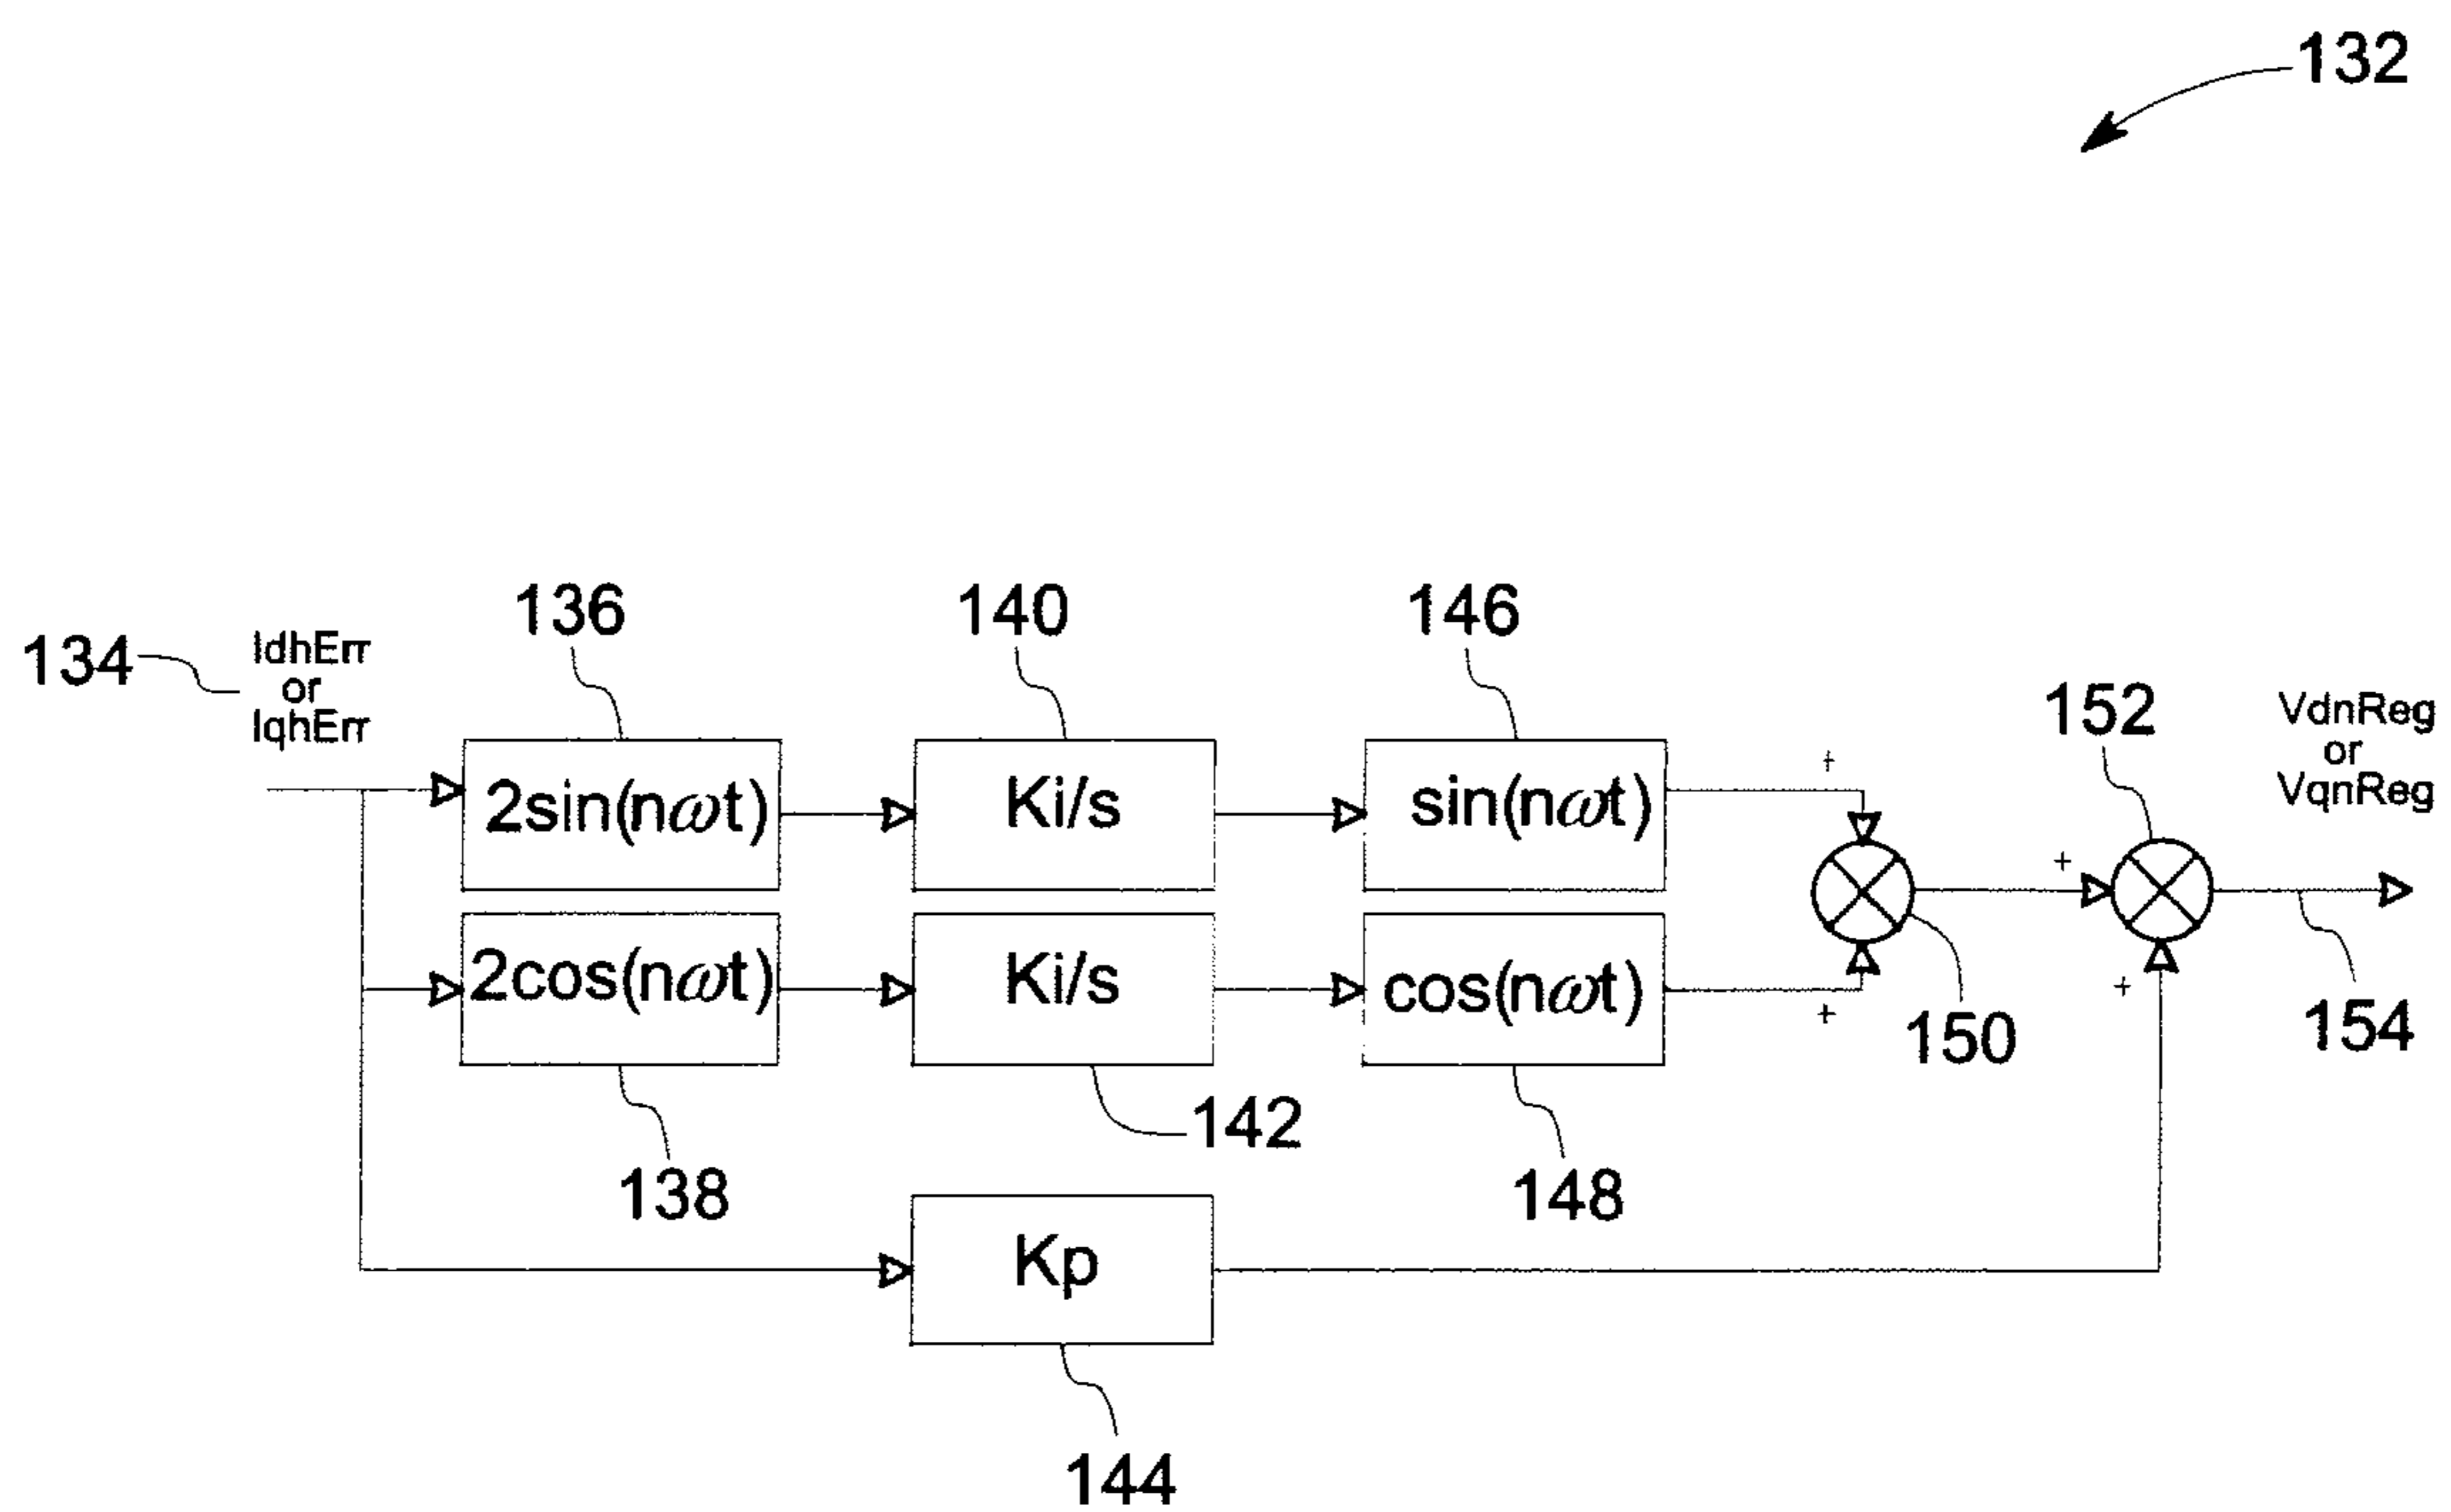 132
136
140
146
134
IdhErr
or
IqhErr
152
VdnReg
or
VqnReg
2sin(nωt)
Ki/s
sin(nωt)
+
+
2cos(nωt)
Ki/s
cos(nωt)
+
+
150
154
142
138
148
Kp
144